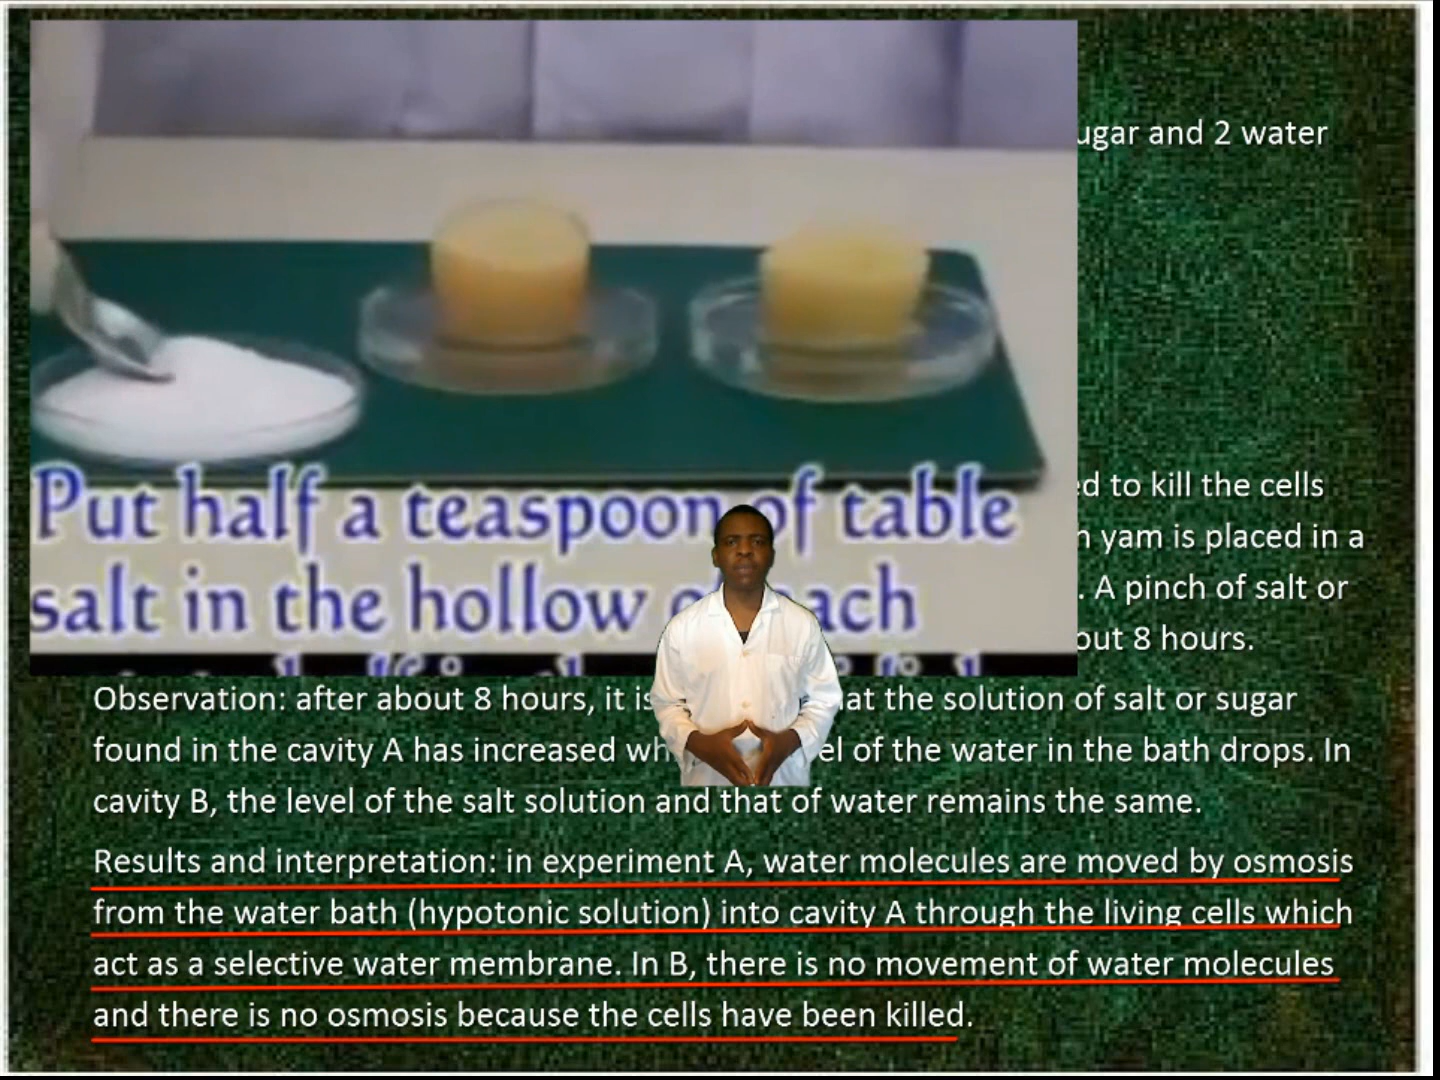 ugar and 2 water
Put half a teaspoon of table
salt in the hollow each
ed to kill the cells
yam is placed in a
. A pinch of salt or
out 8 hours.
Observation: after about 8 hours, it is at the solution of salt or sugar
found in the cavity A has increased wh el of the water in the bath drops. In
cavity B, the level of the salt solution and that of water remains the same.
Results and interpretation: in experiment A, water molecules are moved by osmosis
from the water bath (hypotonic solution) into cavity A through the living cells which
act as a selective water membrane. In B, there is no movement of water molecules
and there is no osmosis because the cells have been killed.